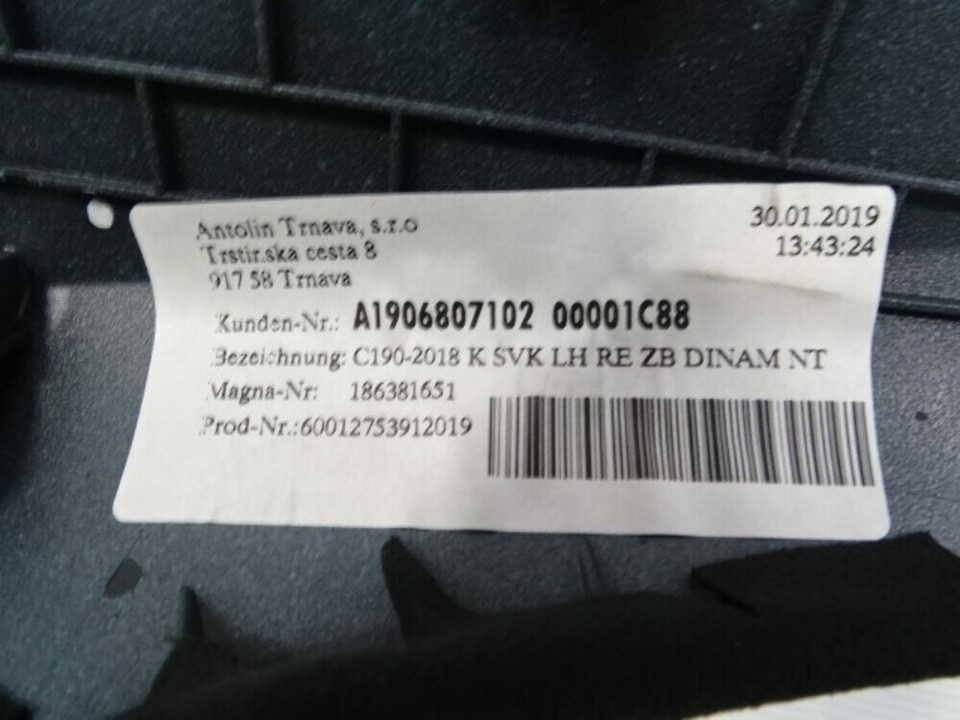 Antolin Trnava, s.r.o
Trstínska cesta 8
917 58 Trnava
30.01.2019
13:43:24
Kunden-Nr.: A1906807102 00001C88
Bezeichnung: C190-2018 K SVK LH RE ZB DINAM NT
Magna-Nr: 186381651
Prod-Nr.:60012753912019